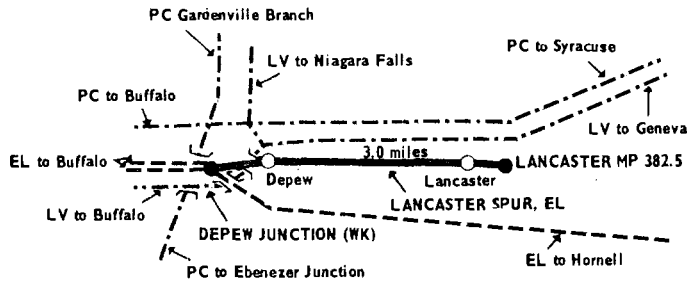 PC Gardenville Branch
PC to Syracuse
LV to Niagara Falls
PC to Buffalo
LV to Geneva
EL to Buffalo
3.0 miles
LANCASTER MP 382.5
Depew
Lancaster
LV to Buffalo
LANCASTER SPUR, EL
DEPEW JUNCTION (WK)
EL to Hornell
PC to Ebenezer Junction